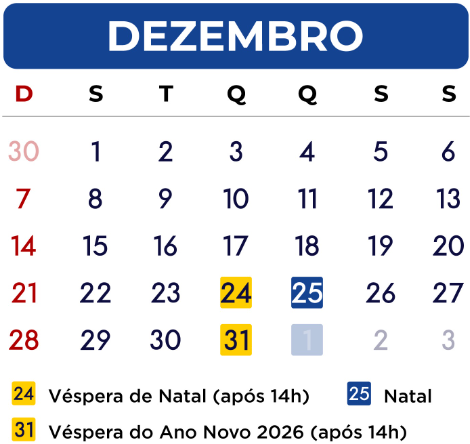 DEZEMBRO
D S T Q Q S S
30 1 2 3 4 5 6
7 8 9 10 11 12 13
14 15 16 17 18 19 20
21 22 23 24 25 26 27
28 29 30 31 1 2 3
24 Véspera de Natal (após 14h) 25 Natal
31 Véspera do Ano Novo 2026 (após 14h)